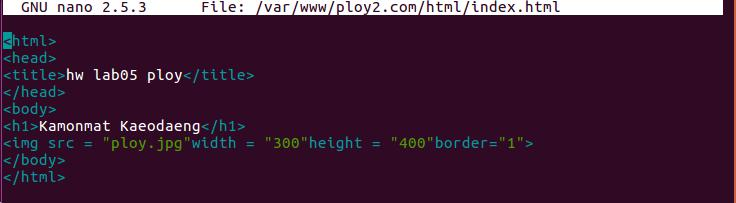 GNU nano 2.5.3 File: /var/www/ploy2.com/html/index.html
<html>
<head>
<title>hw lab05 ploy</title>
</head>
<body>
<h1>Kamonmat Kaeodaeng</h1>
<img src = "ploy.jpg"width = "300"height = "400"border="1">
</body>
</html>